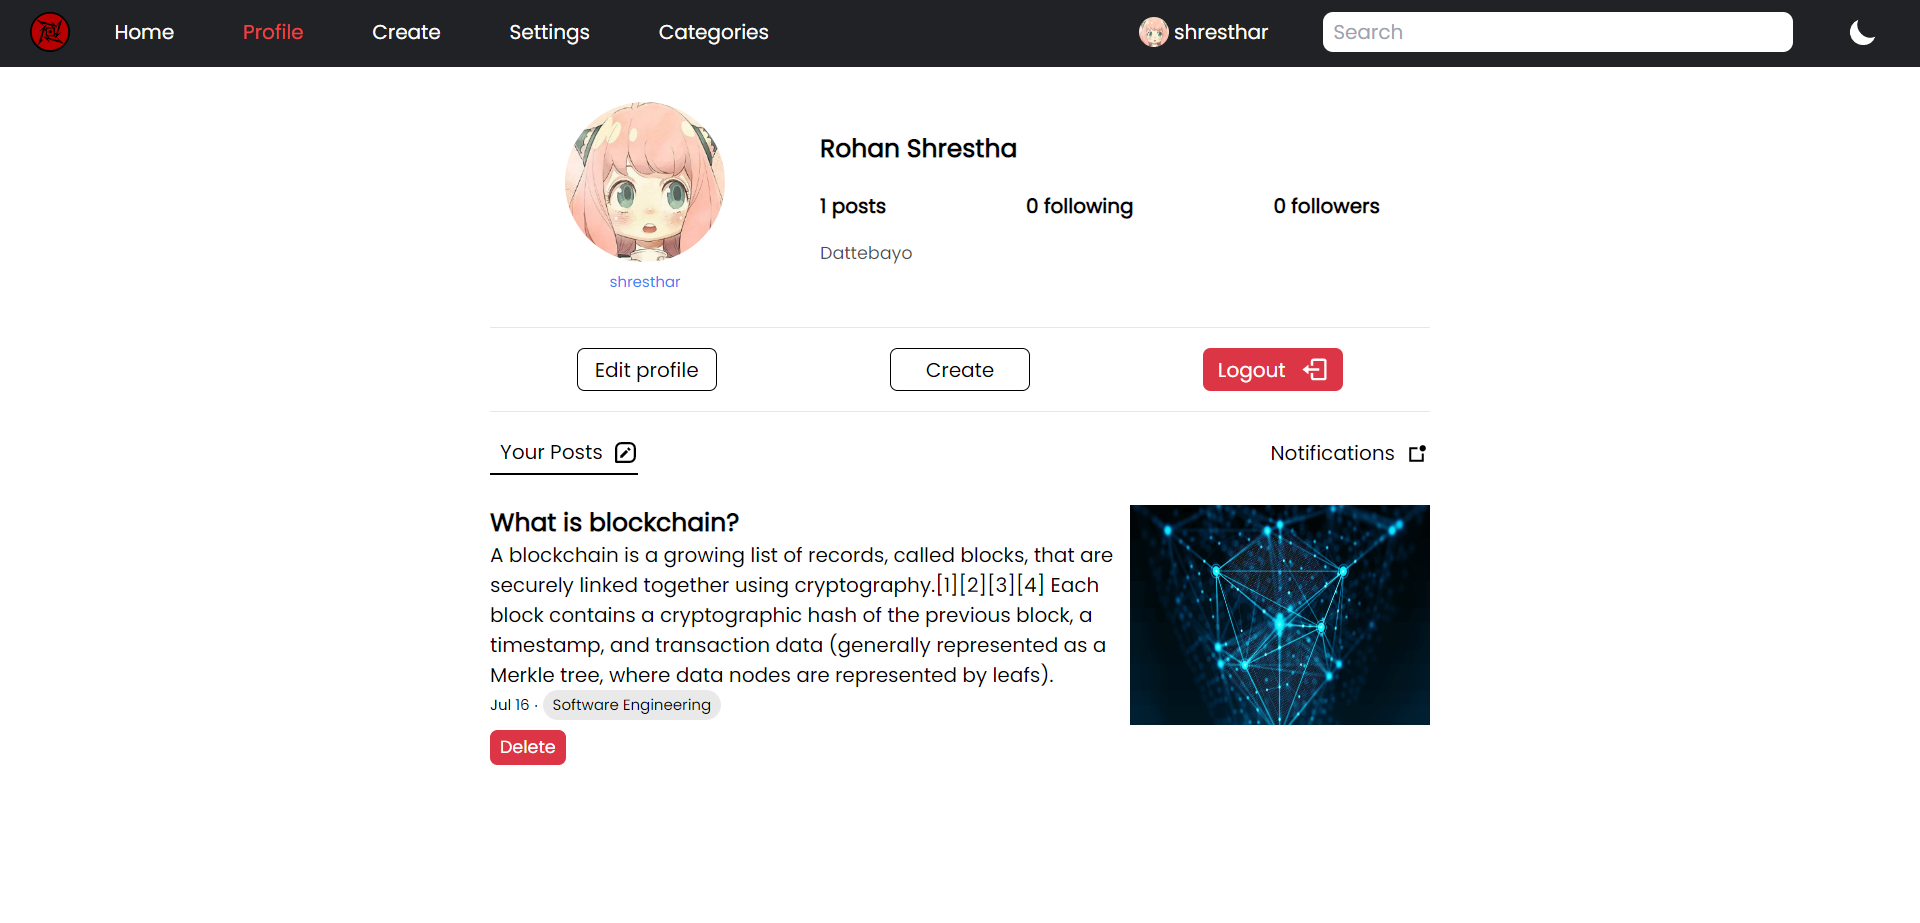 Home Profile Create Settings Categories shresthar Search
Rohan Shrestha
1 posts 0 following 0 followers
Dattebayo
shresthar
Edit profile Create Logout
Your Posts Notifications
What is blockchain?
A blockchain is a growing list of records, called blocks, that are
securely linked together using cryptography.[1][2][3][4] Each
block contains a cryptographic hash of the previous block, a
timestamp, and transaction data (generally represented as a
Merkle tree, where data nodes are represented by leafs).
Jul 16 · Software Engineering
Delete